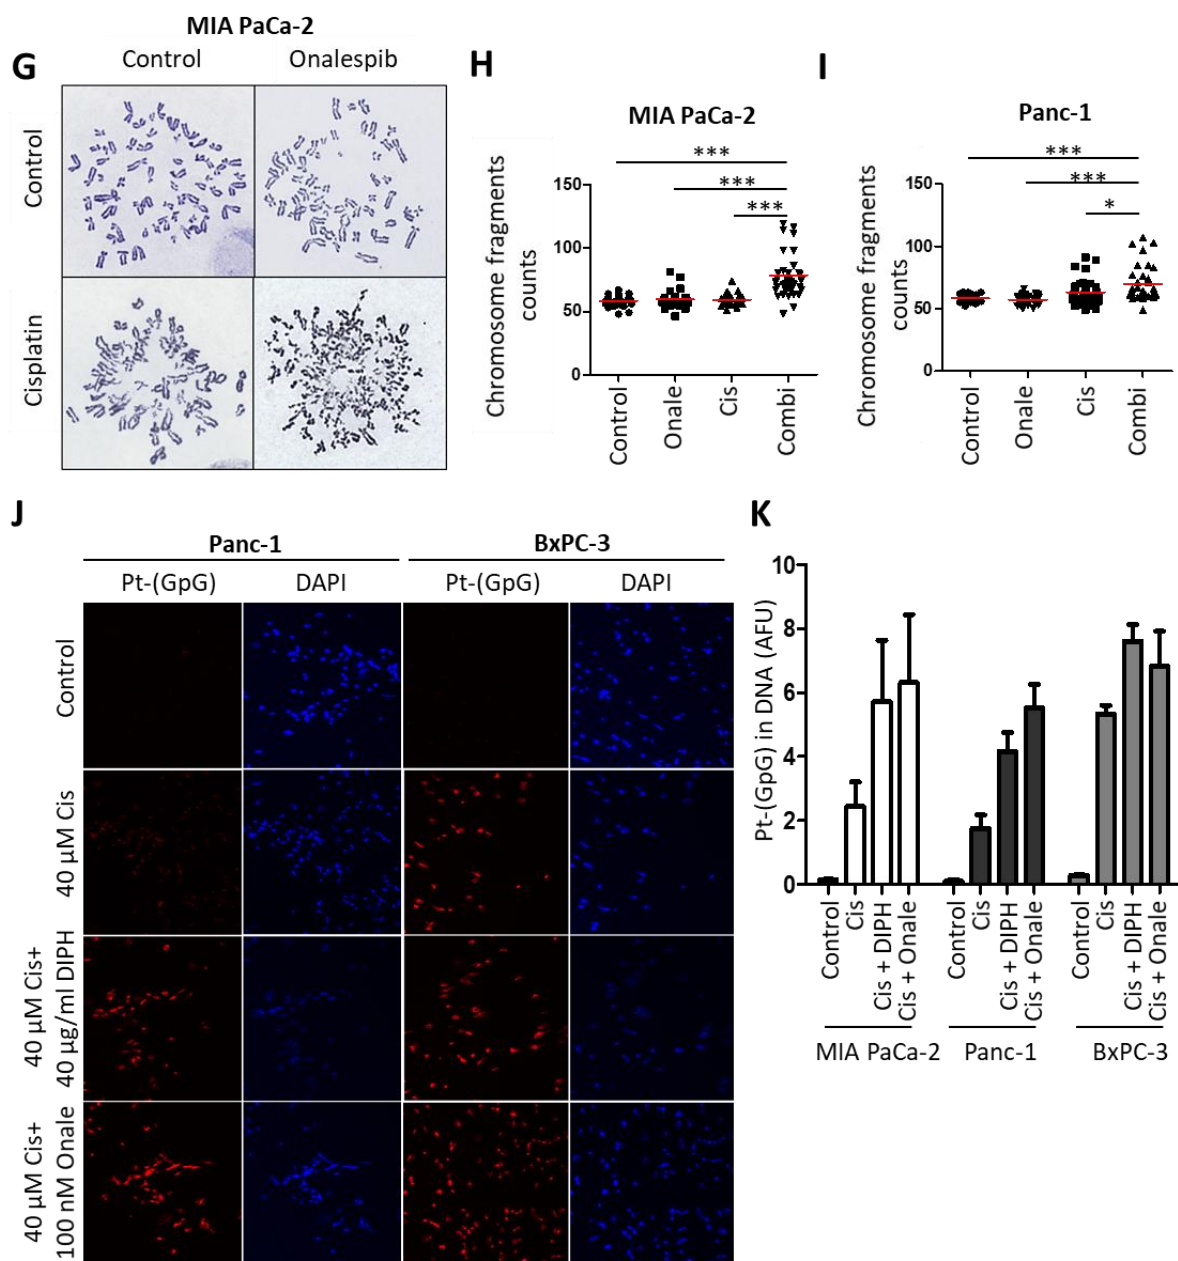 MIA PaCa-2
G
Control
Onalespib
Control
Cisplatin
H
MIA PaCa-2
***
***
***
Chromosome fragments
counts
150
100
50
0
Control
Onale
Cis
Combi
I
Panc-1
***
***
*
Chromosome fragments
counts
150
100
50
0
Control
Onale
Cis
Combi
J
Panc-1
BxPC-3
Pt-(GpG)
DAPI
Pt-(GpG)
DAPI
Control
40 μM Cis
40 μM Cis+
40 μg/ml DIPH
40 μM Cis+
100 nM Onale
K
Pt-(GpG) in DNA (AFU)
10
8
6
4
2
0
Control
Cis
Cis + DIPH
Cis + Onale
Control
Cis
Cis + DIPH
Cis + Onale
Control
Cis
Cis + DIPH
Cis + Onale
MIA PaCa-2
Panc-1
BxPC-3